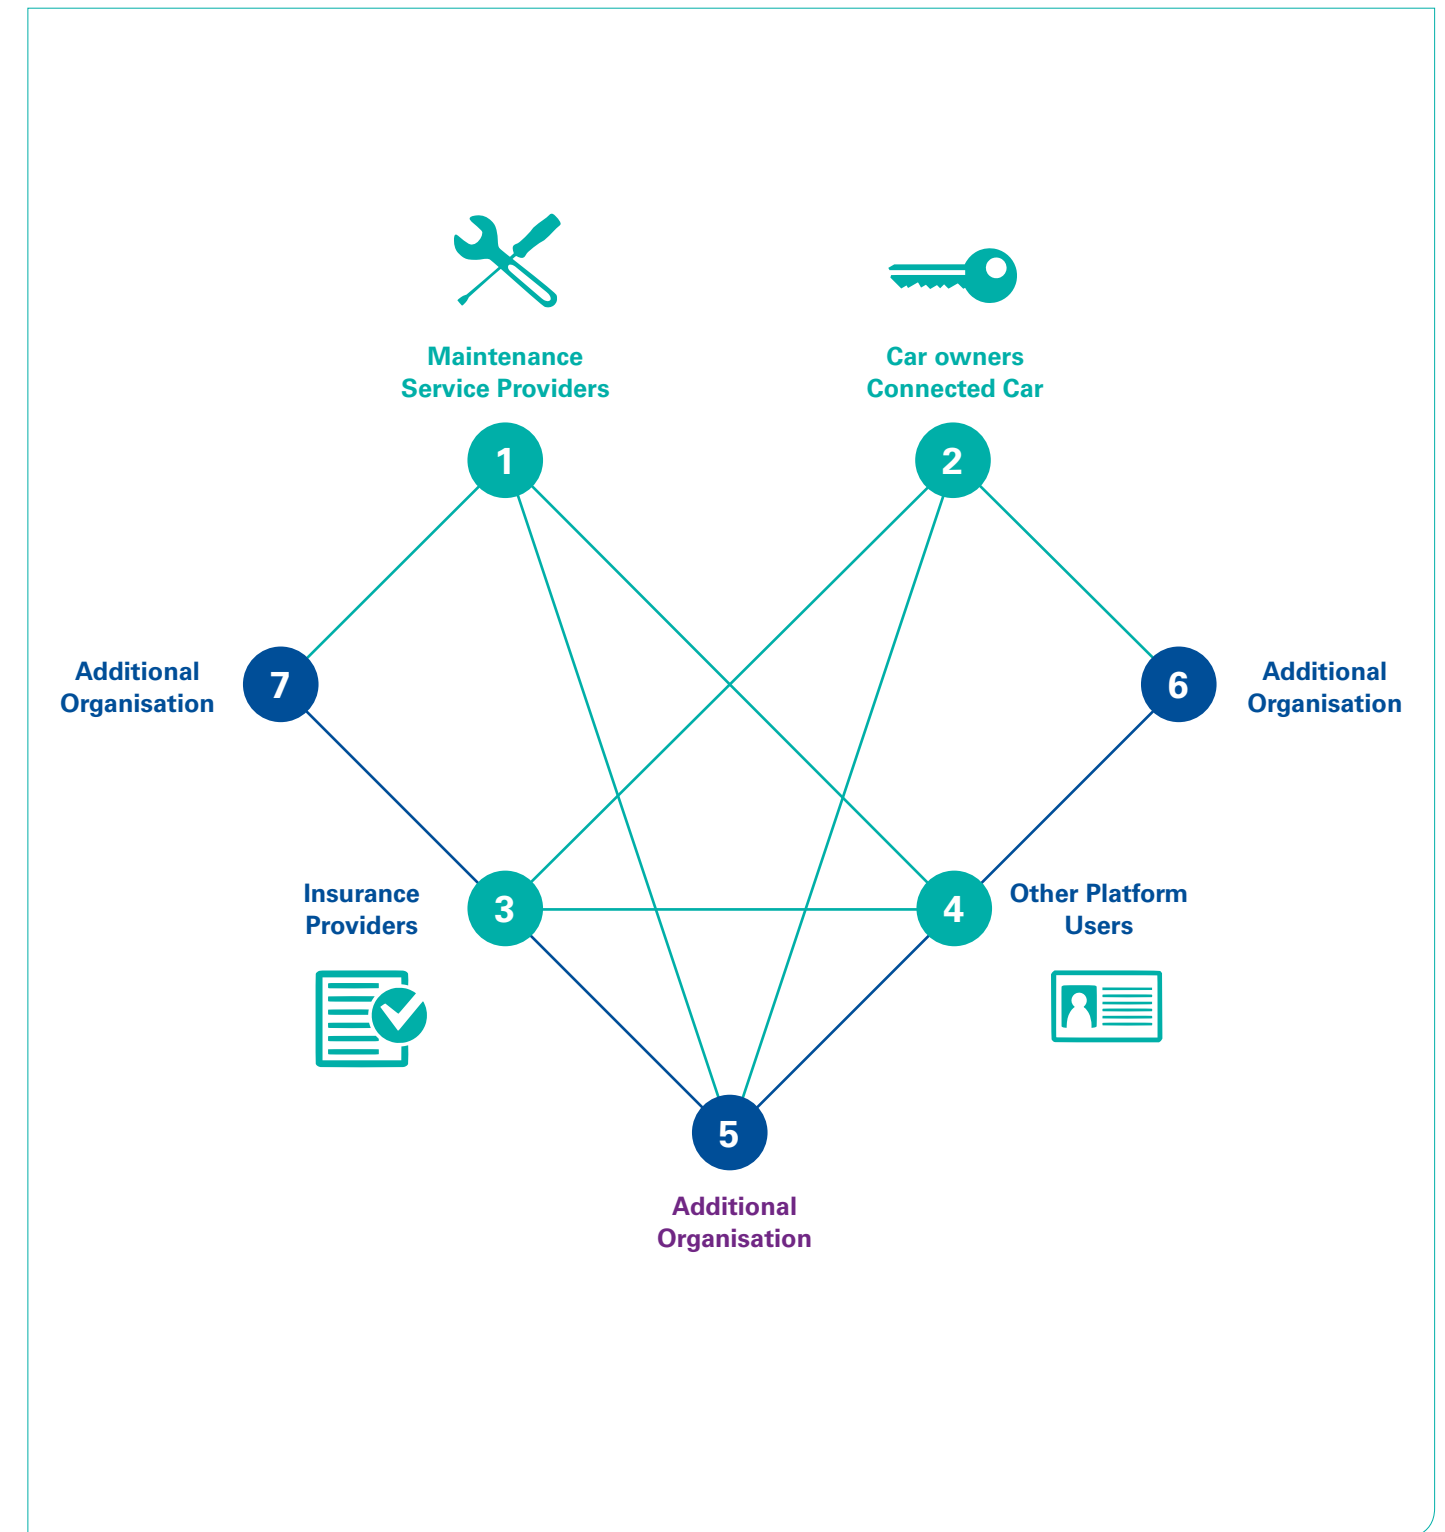 Maintenance
Service Providers
Car owners
Connected Car
1
2
Additional
Organisation
7
6
Additional
Organisation
Insurance
Providers
3
4
Other Platform
Users
5
Additional
Organisation